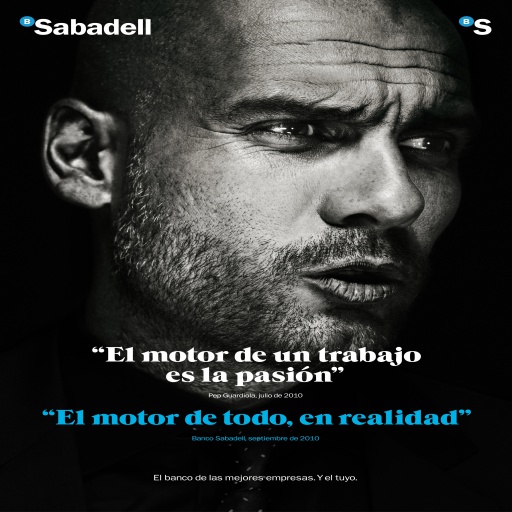 B Sabadell
B S
“El motor de un trabajo
es la pasión”
Pep Guardiola, julio de 2010
“El motor de todo, en realidad”
Banco Sabadell, septiembre de 2010
El banco de las mejores empresas. Y el tuyo.